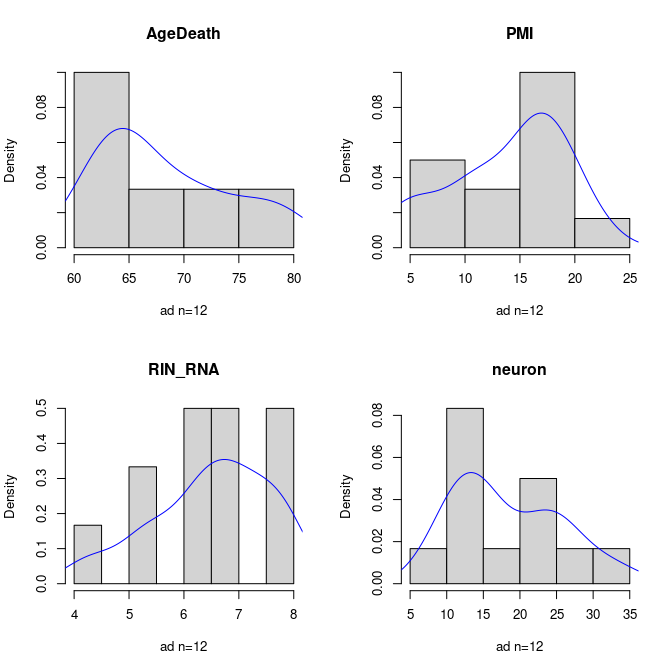 AgeDeath
Density
0.00 0.04 0.08
60 65 70 75 80
ad n=12
PMI
Density
0.00 0.04 0.08
5 10 15 20 25
ad n=12
RIN_RNA
Density
0.0 0.1 0.2 0.3 0.4 0.5
4 5 6 7 8
ad n=12
neuron
Density
0.00 0.02 0.04 0.06 0.08
5 10 15 20 25 30 35
ad n=12